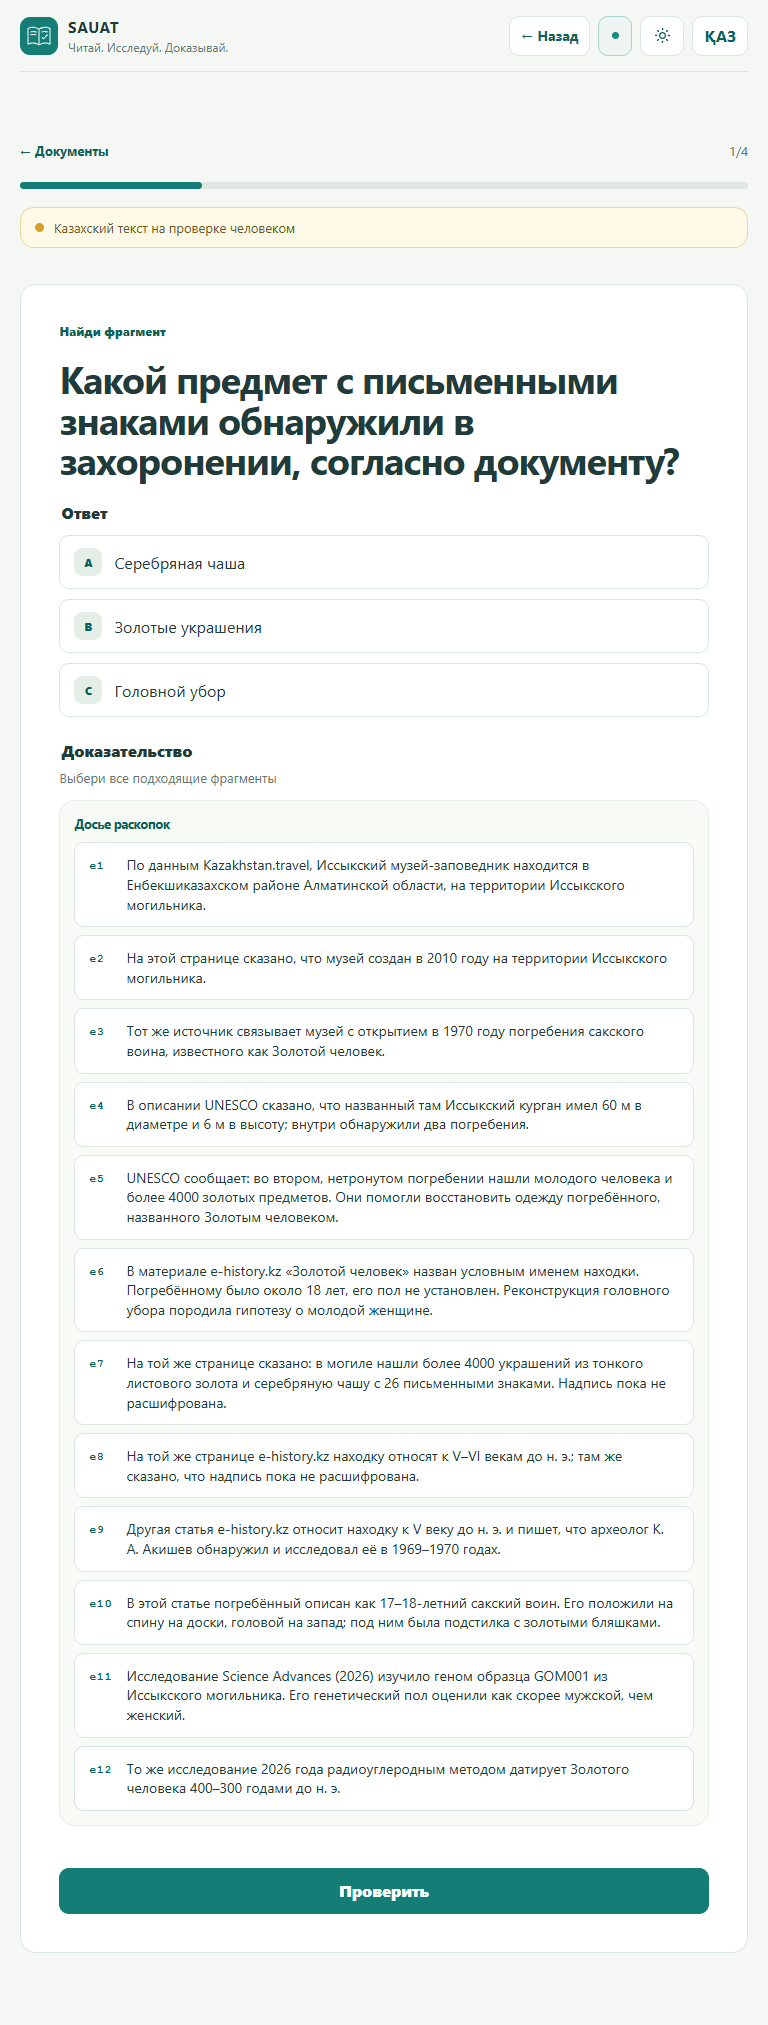 SAUAT
Читай. Исследуй. Доказывай.
← Назад
ҚАЗ
← Документы
1/4
Казахский текст на проверке человеком
Найди фрагмент
Какой предмет с письменными
знаками обнаружили в
захоронении, согласно документу?
Ответ
A Серебряная чаша
B Золотые украшения
C Головной убор
Доказательство
Выбери все подходящие фрагменты
Досье раскопок
e1 По данным Kazakhstan.travel, Иссыкский музей-заповедник находится в
Енбекшиказахском районе Алматинской области, на территории Иссыкского
могильника.
e2 На этой странице сказано, что музей создан в 2010 году на территории Иссыкского
могильника.
e3 Тот же источник связывает музей с открытием в 1970 году погребения сакского
воина, известного как Золотой человек.
e4 В описании UNESCO сказано, что названный там Иссыкский курган имел 60 м в
диаметре и 6 м в высоту; внутри обнаружили два погребения.
e5 UNESCO сообщает: во втором, нетронутом погребении нашли молодого человека и
более 4000 золотых предметов. Они помогли восстановить одежду погребённого,
названного Золотым человеком.
e6 В материале e-history.kz «Золотой человек» назван условным именем находки.
Погребённому было около 18 лет, его пол не установлен. Реконструкция головного
убора породила гипотезу о молодой женщине.
e7 На той же странице сказано: в могиле нашли более 4000 украшений из тонкого
листового золота и серебряную чашу с 26 письменными знаками. Надпись пока не
расшифрована.
e8 На той же странице e-history.kz находку относят к V–VI векам до н. э.; там же
сказано, что надпись пока не расшифрована.
e9 Другая статья e-history.kz относит находку к V веку до н. э. и пишет, что археолог К.
А. Акишев обнаружил и исследовал её в 1969–1970 годах.
e10 В этой статье погребённый описан как 17–18-летний сакский воин. Его положили на
спину на доски, головой на запад; под ним была подстилка с золотыми бляшками.
e11 Исследование Science Advances (2026) изучило геном образца GOM001 из
Иссыкского могильника. Его генетический пол оценили как скорее мужской, чем
женский.
e12 То же исследование 2026 года радиоуглеродным методом датирует Золотого
человека 400–300 годами до н. э.
Проверить